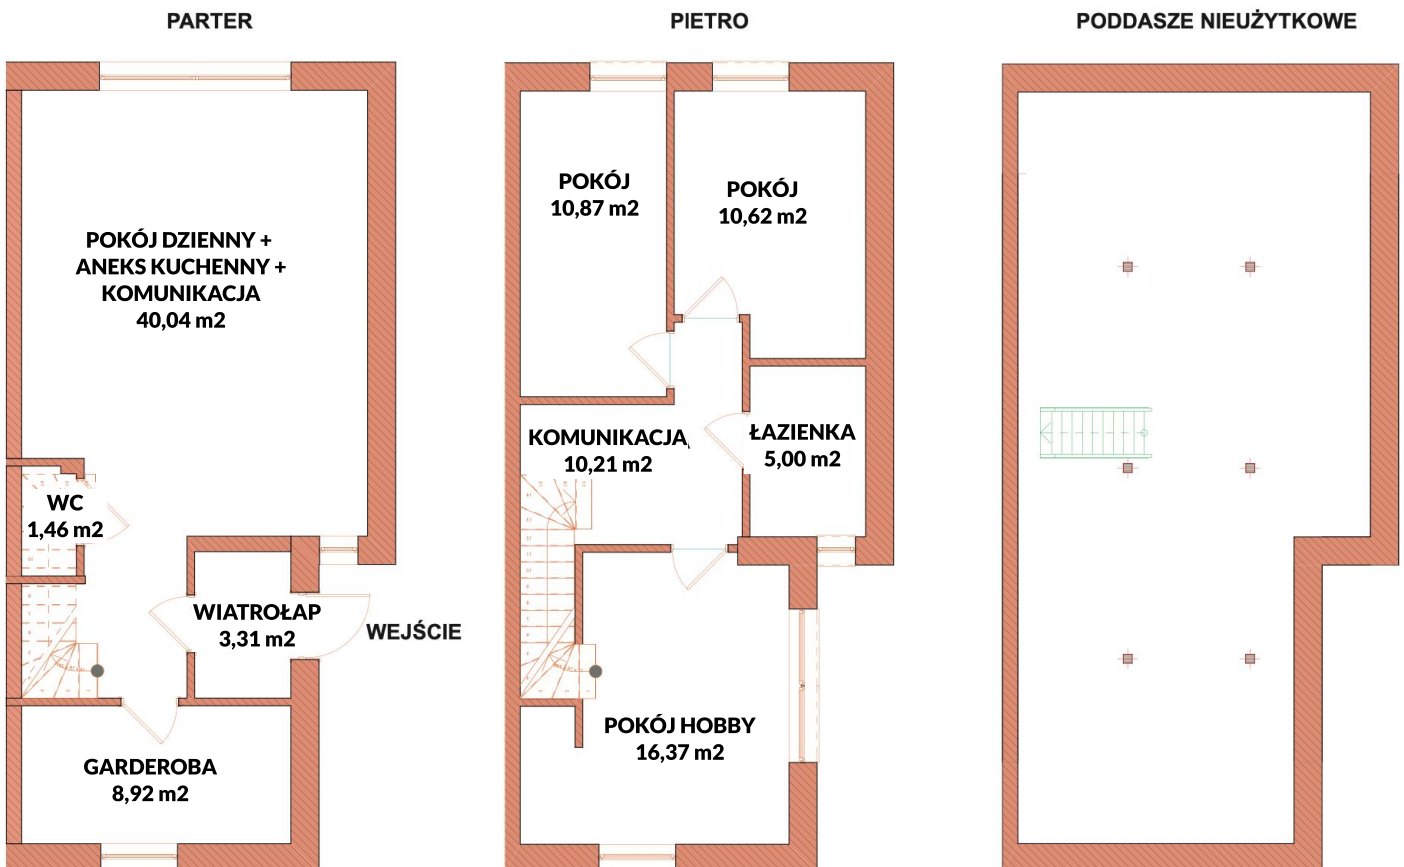 PARTER
POKÓJ DZIENNY +
ANEKS KUCHENNY +
KOMUNIKACJA
40,04 m2
WC
1,46 m2
WIATROŁAP
3,31 m2
WEJŚCIE
GARDEROBA
8,92 m2
PIETRO
POKÓJ
10,87 m2
POKÓJ
10,62 m2
KOMUNIKACJA
10,21 m2
ŁAZIENKA
5,00 m2
POKÓJ HOBBY
16,37 m2
PODDASZE NIEUŻYTKOWE